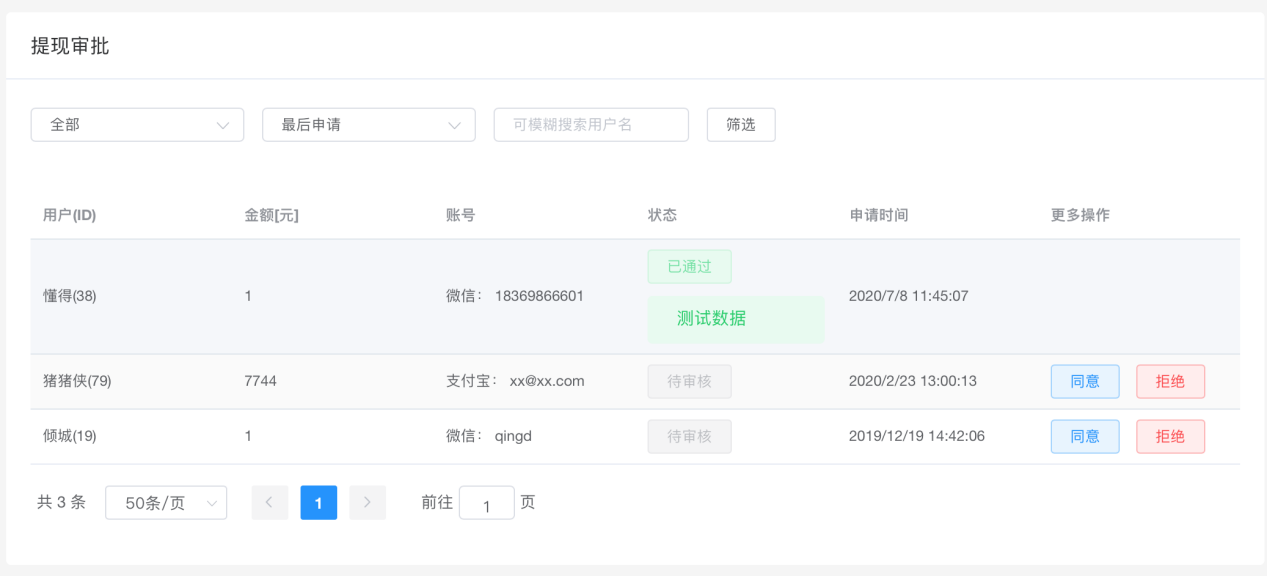 提现审批
全部 最后申请 可模糊搜索用户名 筛选
用户(ID) 金额[元] 账号 状态 申请时间 更多操作
已通过
懂得(38) 1 微信： 18369866601 2020/7/8 11:45:07
测试数据
猪猪侠(79) 7744 支付宝： xx@xx.com 待审核 2020/2/23 13:00:13 同意 拒绝
倾城(19) 1 微信： qingd 待审核 2019/12/19 14:42:06 同意 拒绝
共 3 条 50条/页 1 前往 1 页